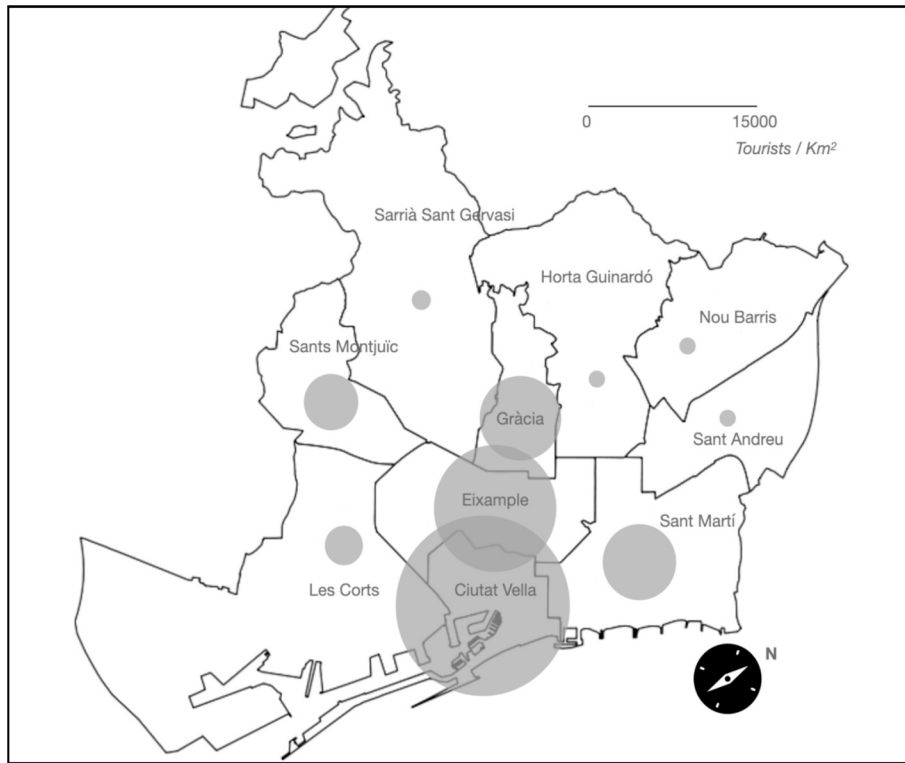 0 15000
Tourists / Km²
Sarrià Sant Gervasi
Horta Guinardó
Nou Barris
Sants Montjuïc
Gràcia
Sant Andreu
Eixample
Sant Martí
Les Corts
Ciutat Vella
N